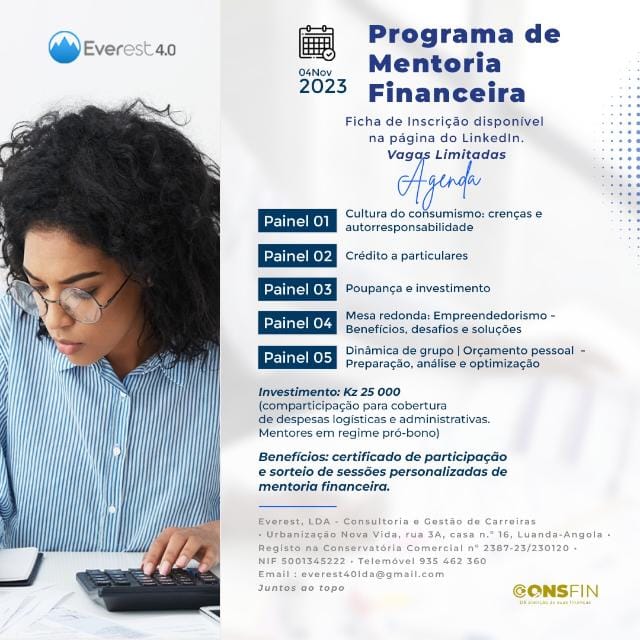 Everest 4.0
04Nov
2023
Programa de
Mentoria
Financeira
Ficha de Inscrição disponível
na página do LinkedIn.
Vagas Limitadas
Agenda
Painel 01
Cultura do consumismo: crenças e
autorresponsabilidade
Painel 02
Crédito a particulares
Painel 03
Poupança e investimento
Painel 04
Mesa redonda: Empreendedorismo -
Benefícios, desafios e soluções
Painel 05
Dinâmica de grupo | Orçamento pessoal -
Preparação, análise e optimização
Investimento: Kz 25 000
(comparticipação para cobertura
de despesas logísticas e administrativas.
Mentores em regime pró-bono)
Benefícios: certificado de participação
e sorteio de sessões personalizadas de
mentoria financeira.
Everest, LDA - Consultoria e Gestão de Carreiras
• Urbanização Nova Vida, rua 3A, casa n.º 16, Luanda-Angola •
Registo na Conservatória Comercial nº 2387-23/230120 •
NIF 5001345222 • Telemóvel 935 462 360
Email : everest40lda@gmail.com
Juntos ao topo
CONSFIN